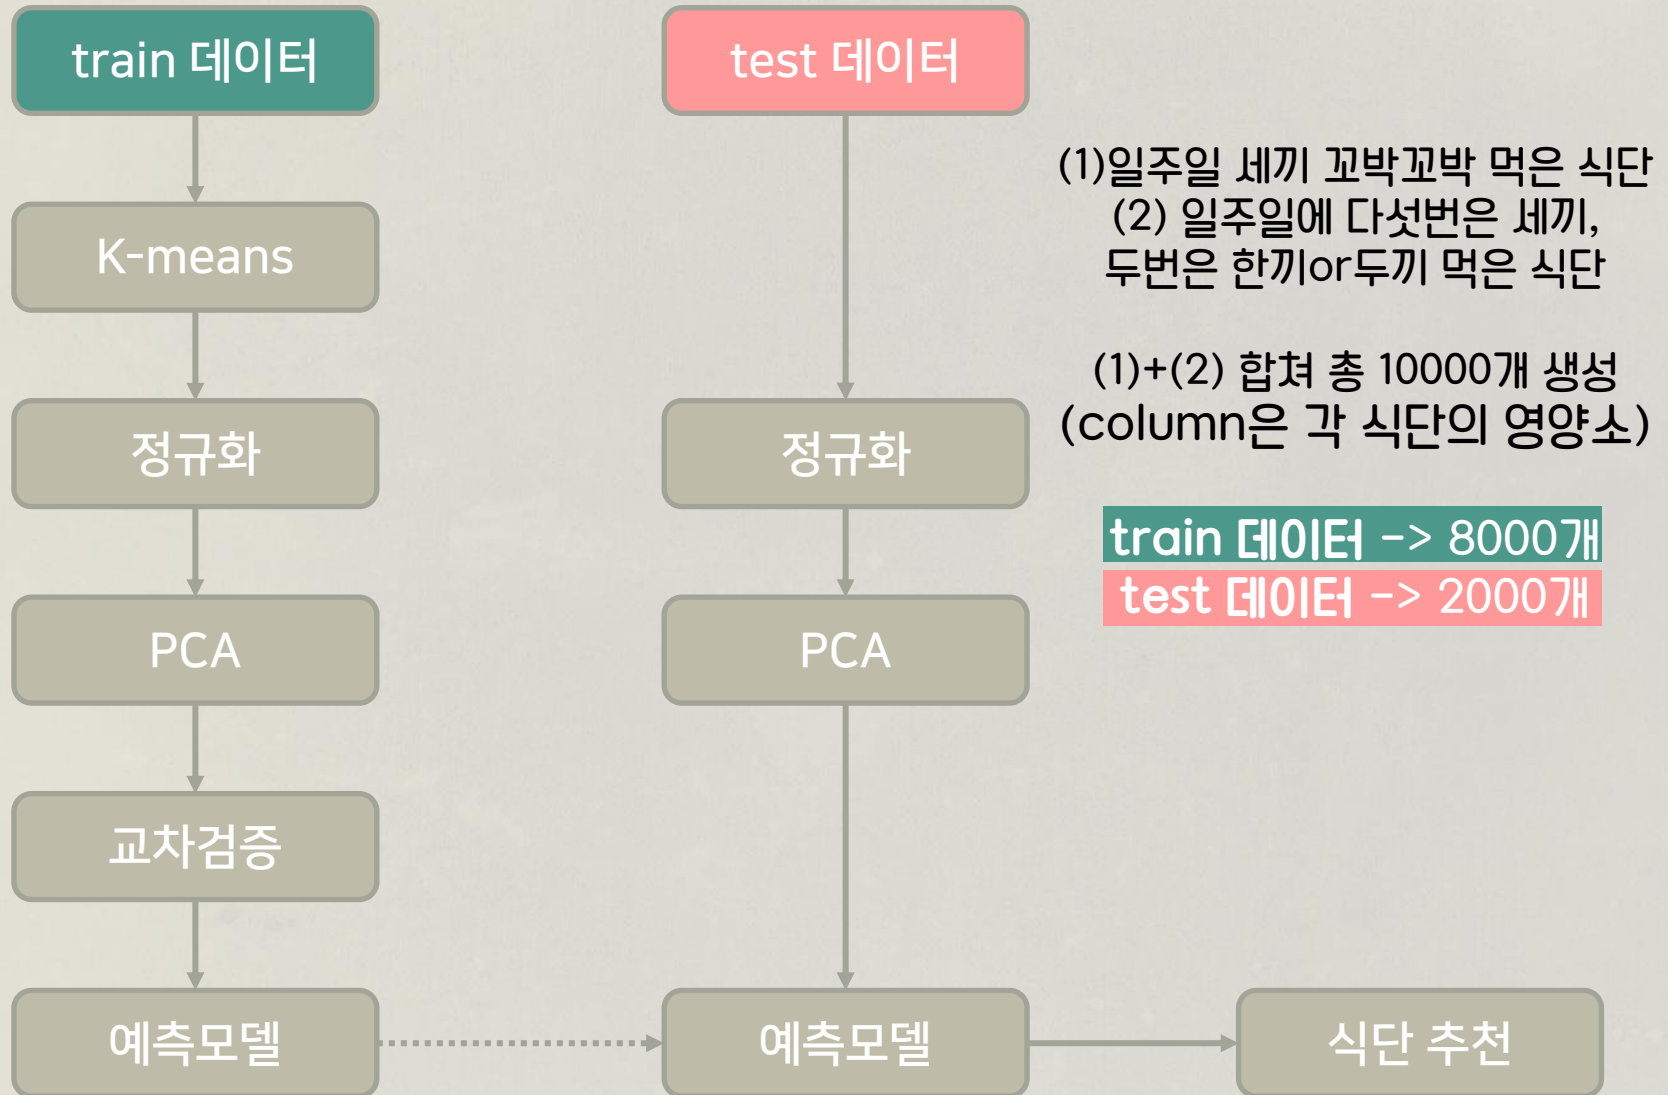 train 데이터
test 데이터
(1)일주일 세끼 꼬박꼬박 먹은 식단
(2) 일주일에 다섯번은 세끼,
두번은 한끼or두끼 먹은 식단
K-means
(1)+(2) 합쳐 총 10000개 생성
(column은 각 식단의 영양소)
정규화
정규화
train 데이터 -> 8000개
test 데이터 -> 2000개
PCA
PCA
교차검증
예측모델
예측모델
식단 추천